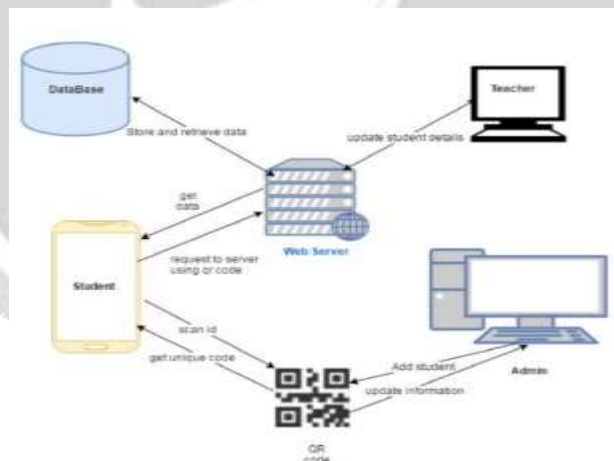 DataBase
Teacher
Store and retrieve data
update student details
get
data
Web Server
request to server
using qr code
Student
scan id
get unique code
Add student
update information
Admin
QR
code